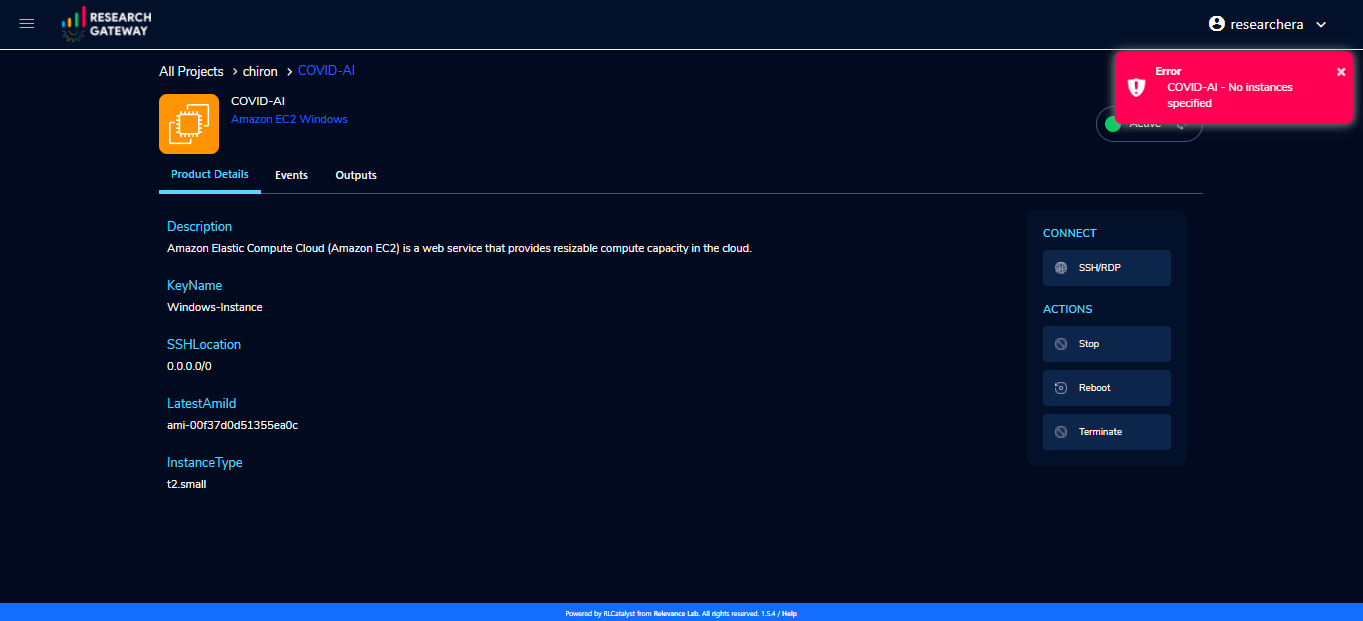 RESEARCH
GATEWAY
researchera
All Projects > chiron > COVID-AI
Error
COVID-AI - No instances
specified
COVID-AI
Amazon EC2 Windows
Active
Product Details Events Outputs
Description
Amazon Elastic Compute Cloud (Amazon EC2) is a web service that provides resizable compute capacity in the cloud.
KeyName
Windows-Instance
SSHLocation
0.0.0.0/0
LatestAmiId
ami-00f37d0d51355ea0c
InstanceType
t2.small
CONNECT
SSH/RDP
ACTIONS
Stop
Reboot
Terminate
Powered by RLCatalyst from Relevance Lab. All rights reserved. 1.5.4 / Help